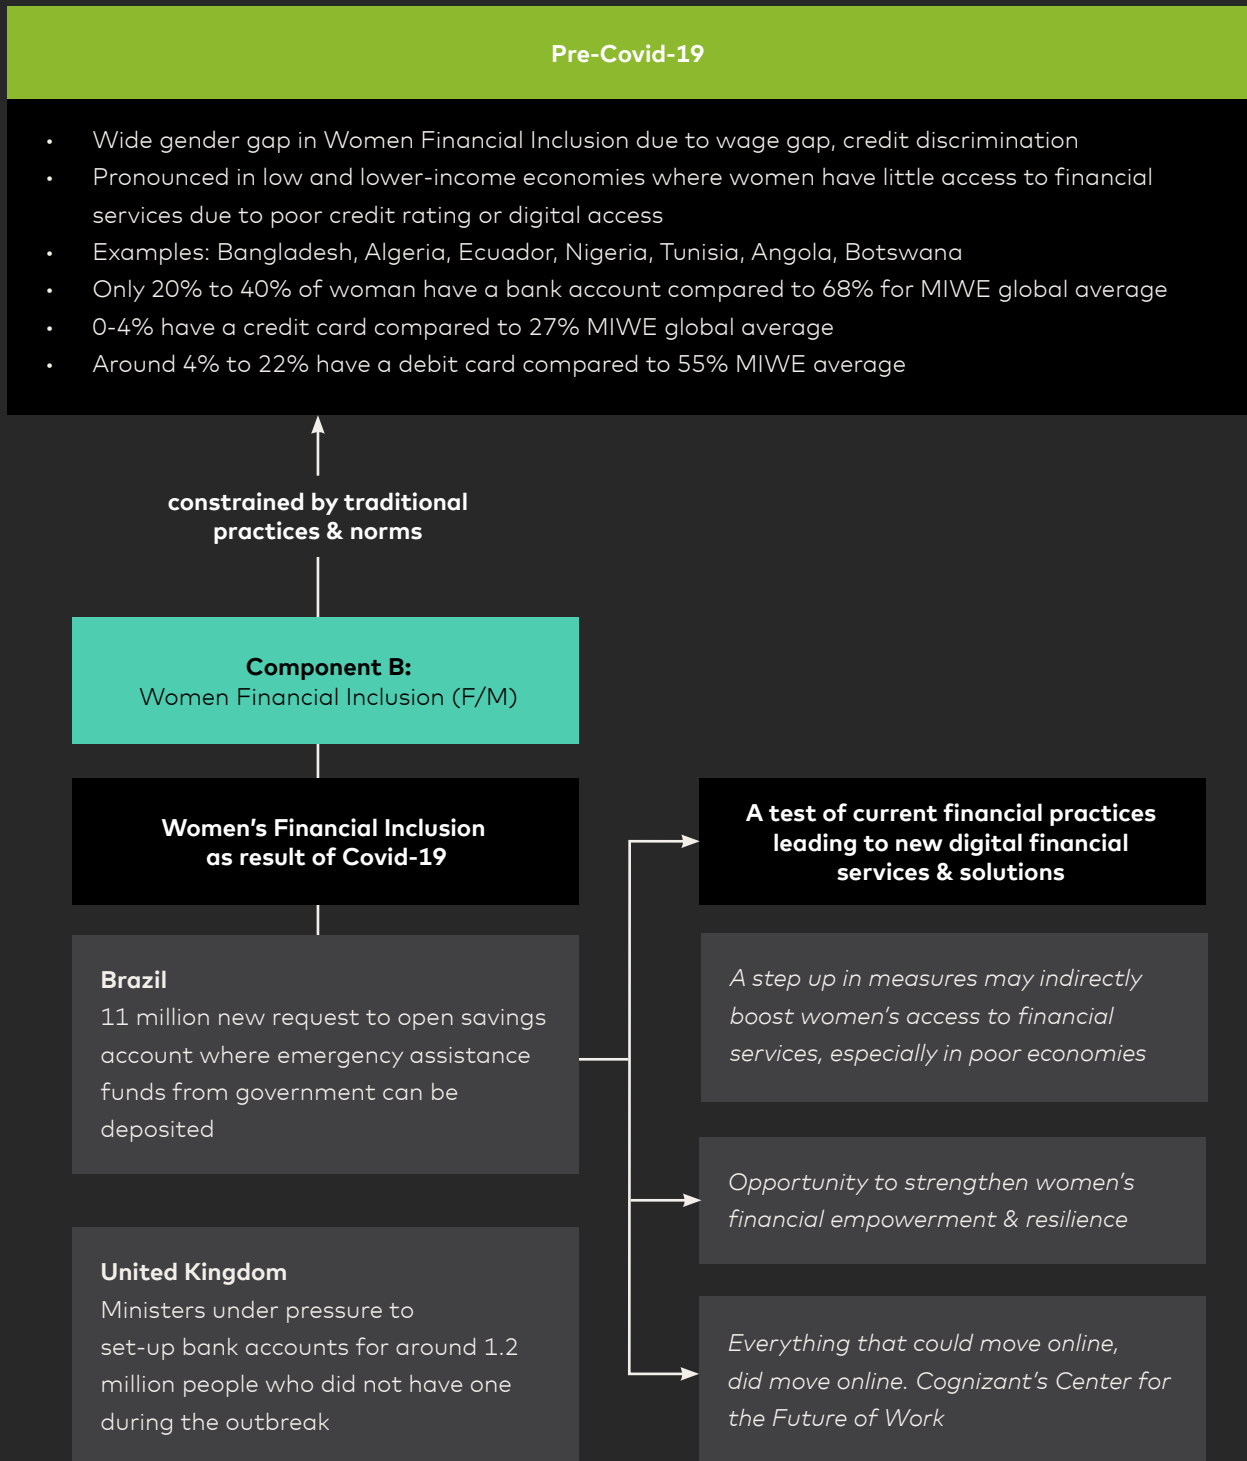 Pre-Covid-19
• Wide gender gap in Women Financial Inclusion due to wage gap, credit discrimination
• Pronounced in low and lower-income economies where women have little access to financial
services due to poor credit rating or digital access
• Examples: Bangladesh, Algeria, Ecuador, Nigeria, Tunisia, Angola, Botswana
• Only 20% to 40% of woman have a bank account compared to 68% for MIWE global average
• 0-4% have a credit card compared to 27% MIWE global average
• Around 4% to 22% have a debit card compared to 55% MIWE average
constrained by traditional
practices & norms
Component B:
Women Financial Inclusion (F/M)
Women’s Financial Inclusion
as result of Covid-19
Brazil
11 million new request to open savings
account where emergency assistance
funds from government can be
deposited
United Kingdom
Ministers under pressure to
set-up bank accounts for around 1.2
million people who did not have one
during the outbreak
A test of current financial practices
leading to new digital financial
services & solutions
A step up in measures may indirectly
boost women’s access to financial
services, especially in poor economies
Opportunity to strengthen women’s
financial empowerment & resilience
Everything that could move online,
did move online. Cognizant’s Center for
the Future of Work